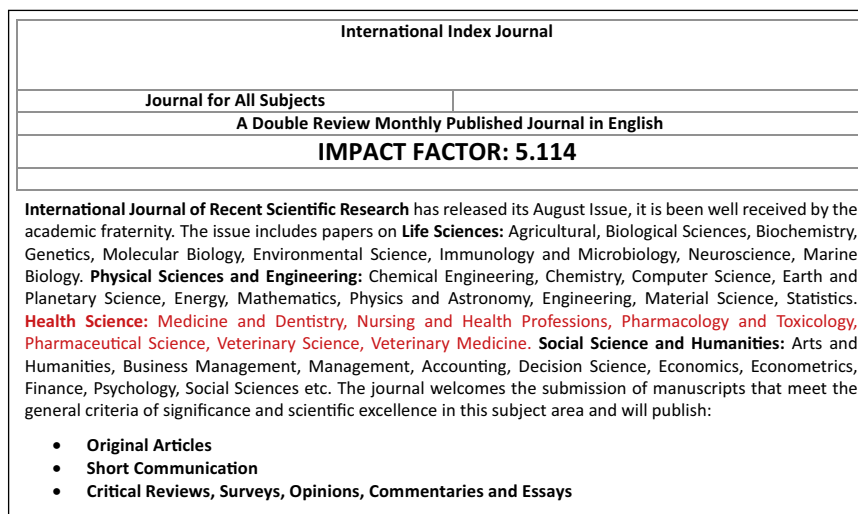 International Index Journal
Journal for All Subjects
A Double Review Monthly Published Journal in English
IMPACT FACTOR: 5.114
International Journal of Recent Scientific Research has released its August Issue, it is been well received by the
academic fraternity. The issue includes papers on Life Sciences: Agricultural, Biological Sciences, Biochemistry,
Genetics, Molecular Biology, Environmental Science, Immunology and Microbiology, Neuroscience, Marine
Biology. Physical Sciences and Engineering: Chemical Engineering, Chemistry, Computer Science, Earth and
Planetary Science, Energy, Mathematics, Physics and Astronomy, Engineering, Material Science, Statistics.
Health Science: Medicine and Dentistry, Nursing and Health Professions, Pharmacology and Toxicology,
Pharmaceutical Science, Veterinary Science, Veterinary Medicine. Social Science and Humanities: Arts and
Humanities, Business Management, Management, Accounting, Decision Science, Economics, Econometrics,
Finance, Psychology, Social Sciences etc. The journal welcomes the submission of manuscripts that meet the
general criteria of significance and scientific excellence in this subject area and will publish:
• Original Articles
• Short Communication
• Critical Reviews, Surveys, Opinions, Commentaries and Essays